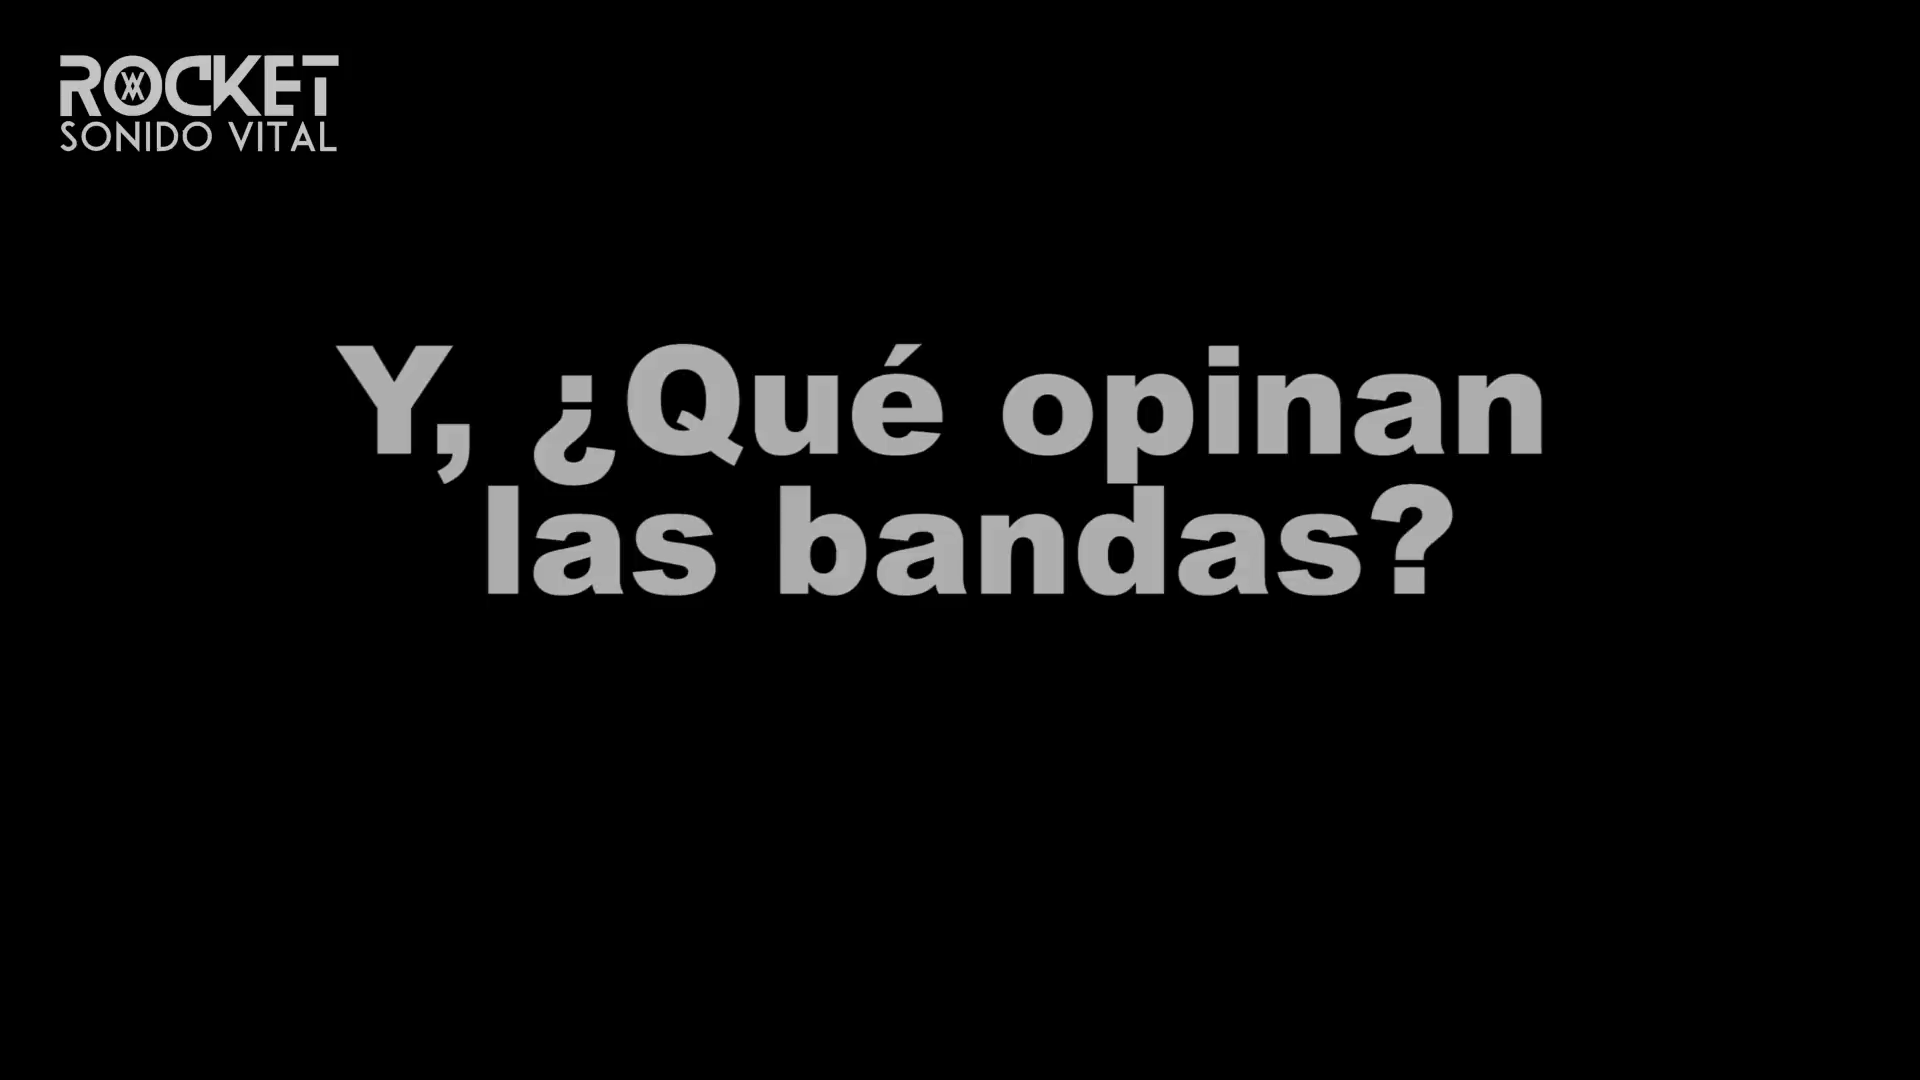 ROCKET
SONIDO VITAL
Y, ¿Qué opinan
las bandas?